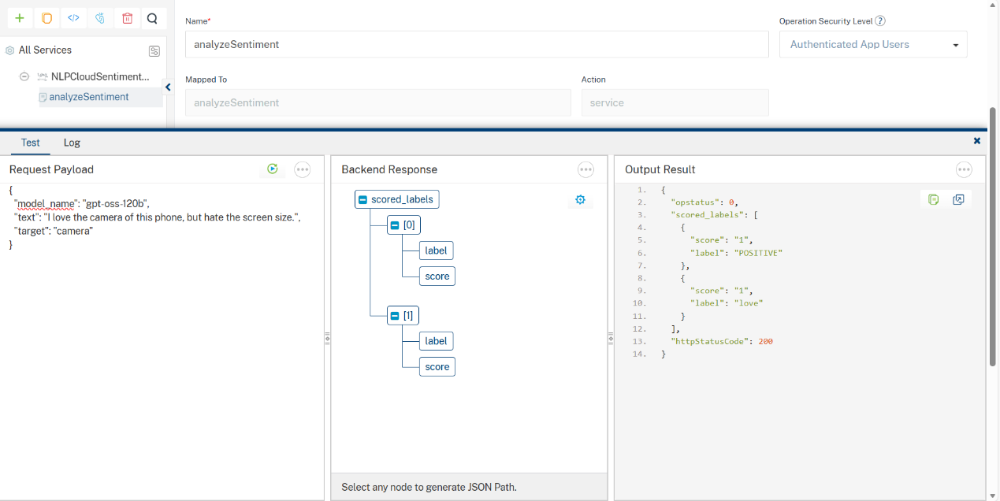 Name*
Operation Security Level ?
</>
All Services
analyzeSentiment
Authenticated App Users
NLPCloudSentiment...
Mapped To
Action
analyzeSentiment
analyzeSentiment
service
Test
Log
Request Payload
{
"model_name": "gpt-oss-120b",
"text": "I love the camera of this phone, but hate the screen size.",
"target": "camera"
}
Backend Response
scored_labels
[0]
label
score
[1]
label
score
Select any node to generate JSON Path.
Output Result
1. {
2. "opstatus": 0,
3. "scored_labels": [
4. {
5. "score": "1",
6. "label": "POSITIVE"
7. },
8. {
9. "score": "1",
10. "label": "love"
11. }
12. ],
13. "httpStatusCode": 200
14. }